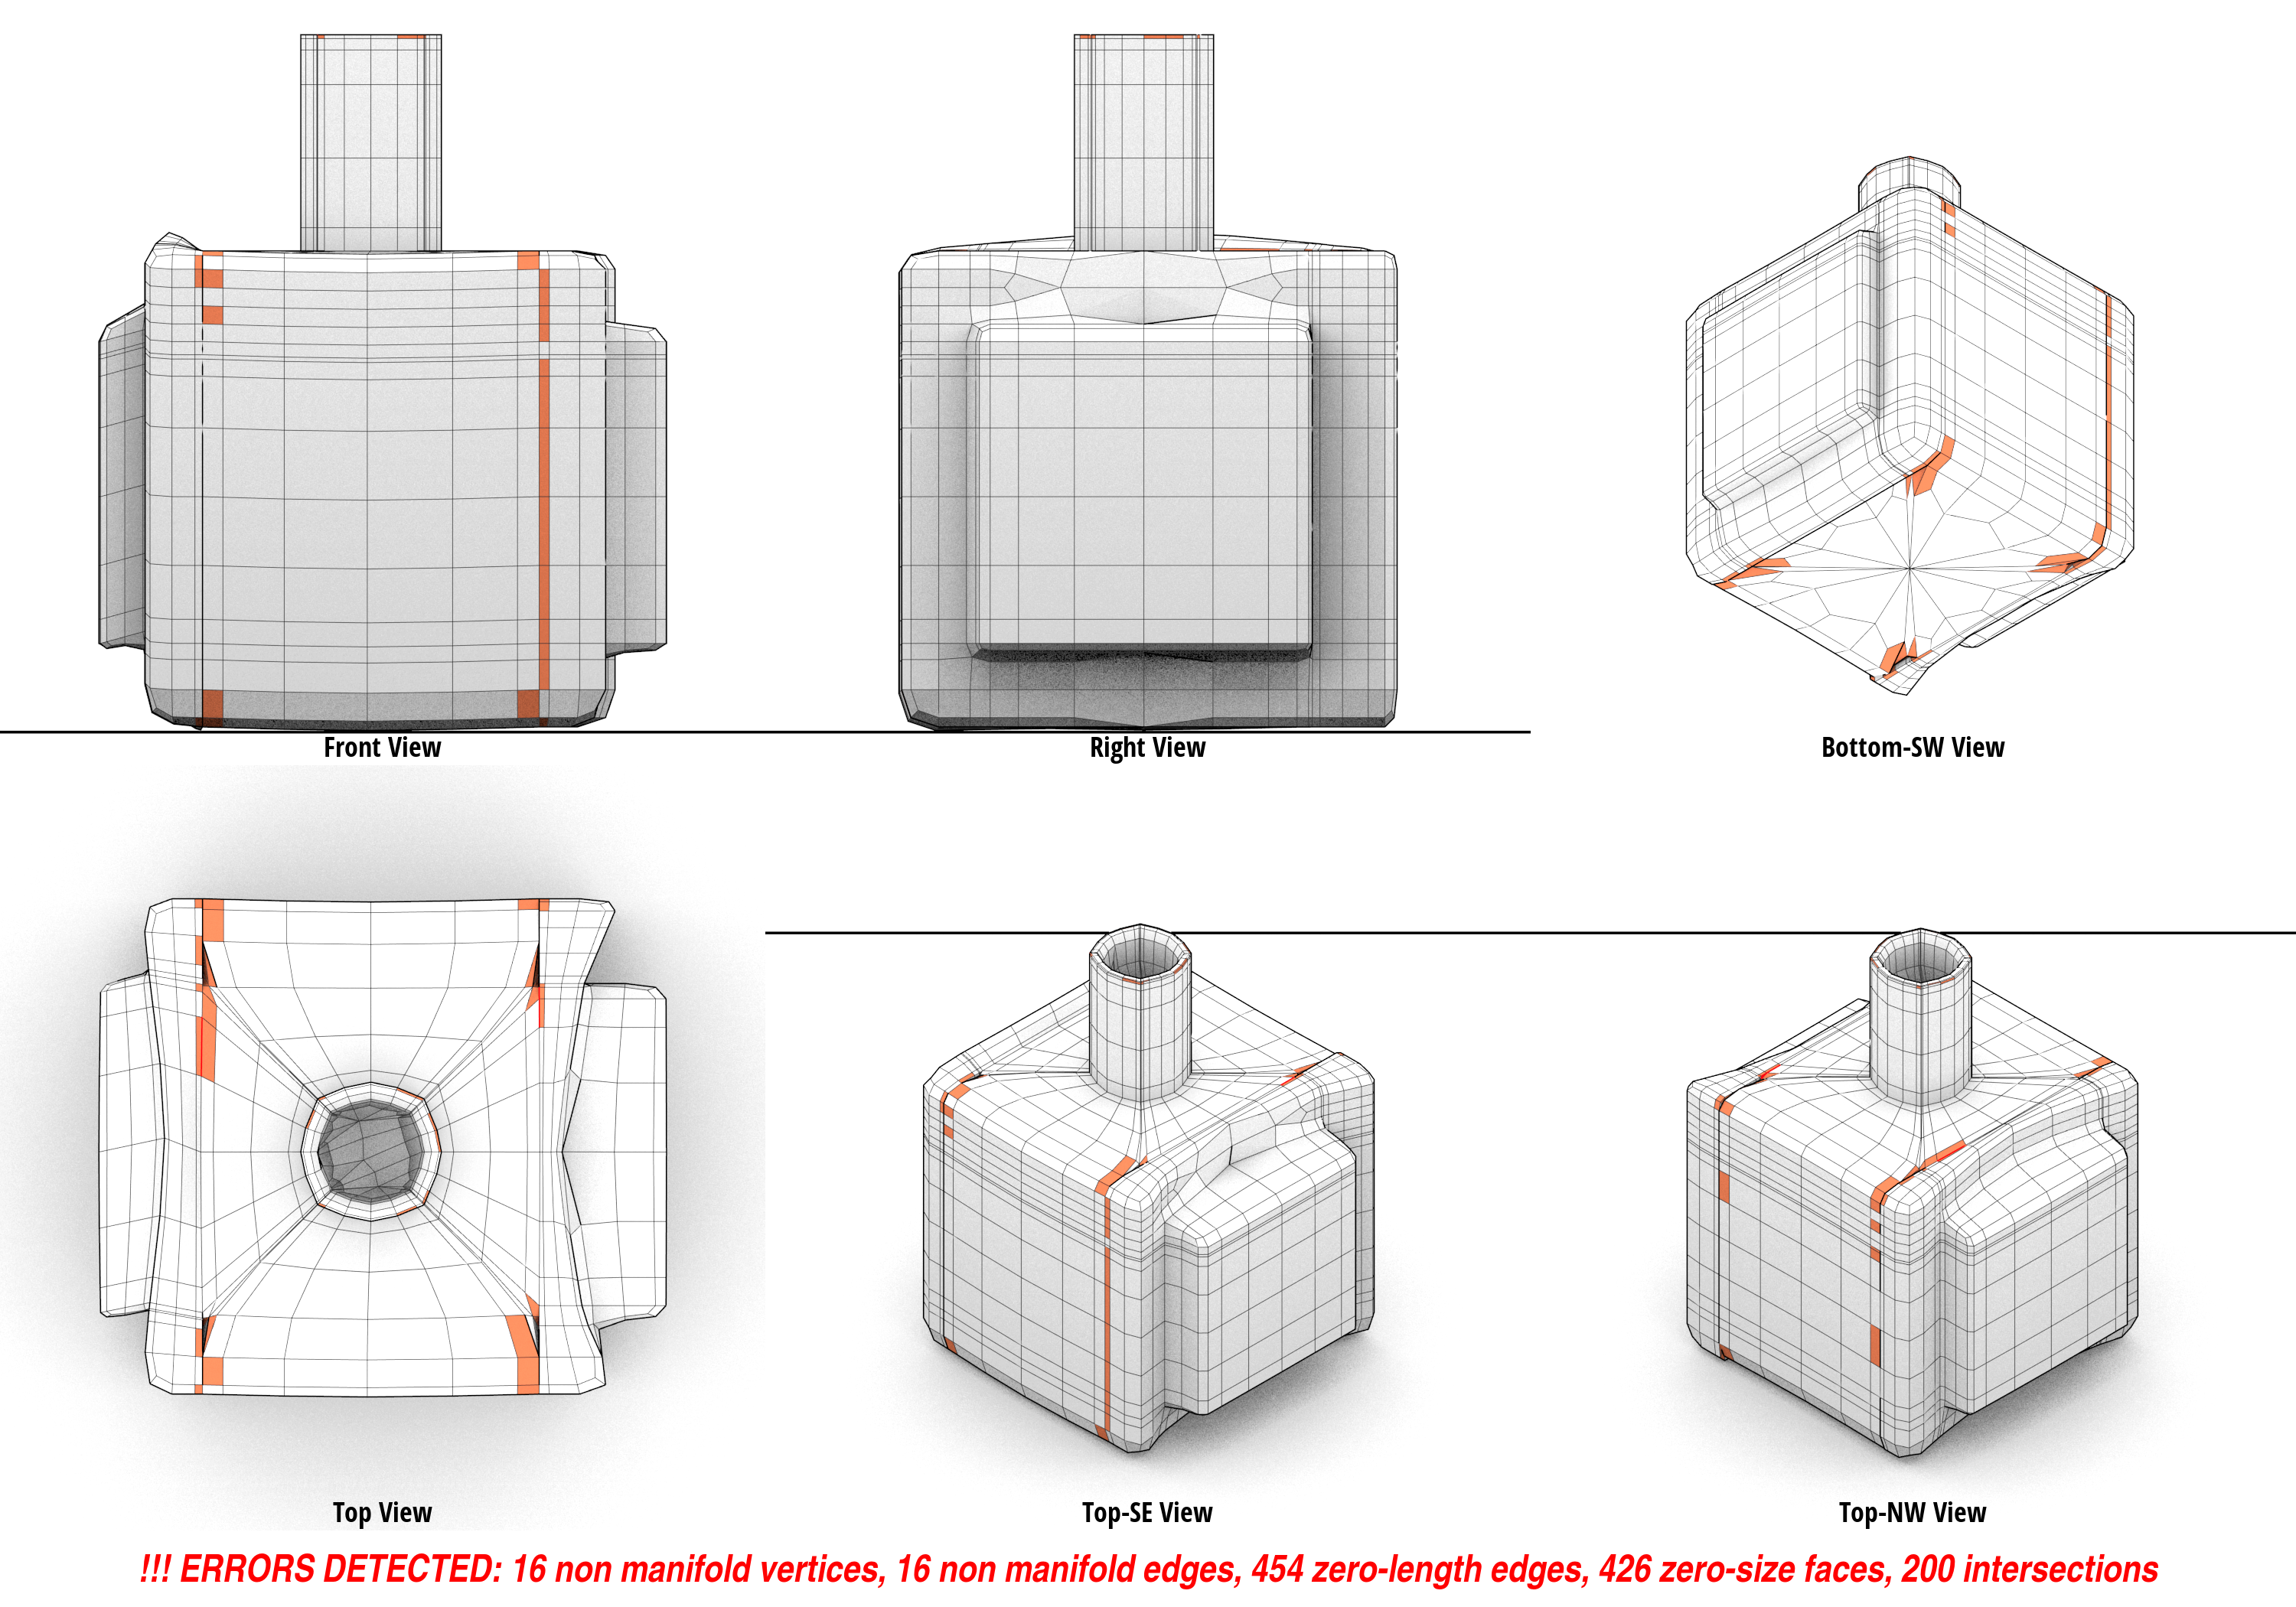 Front View
Right View
Bottom-SW View
Top View
Top-SE View
Top-NW View
!!! ERRORS DETECTED: 16 non manifold vertices, 16 non manifold edges, 454 zero-length edges, 426 zero-size faces, 200 intersections